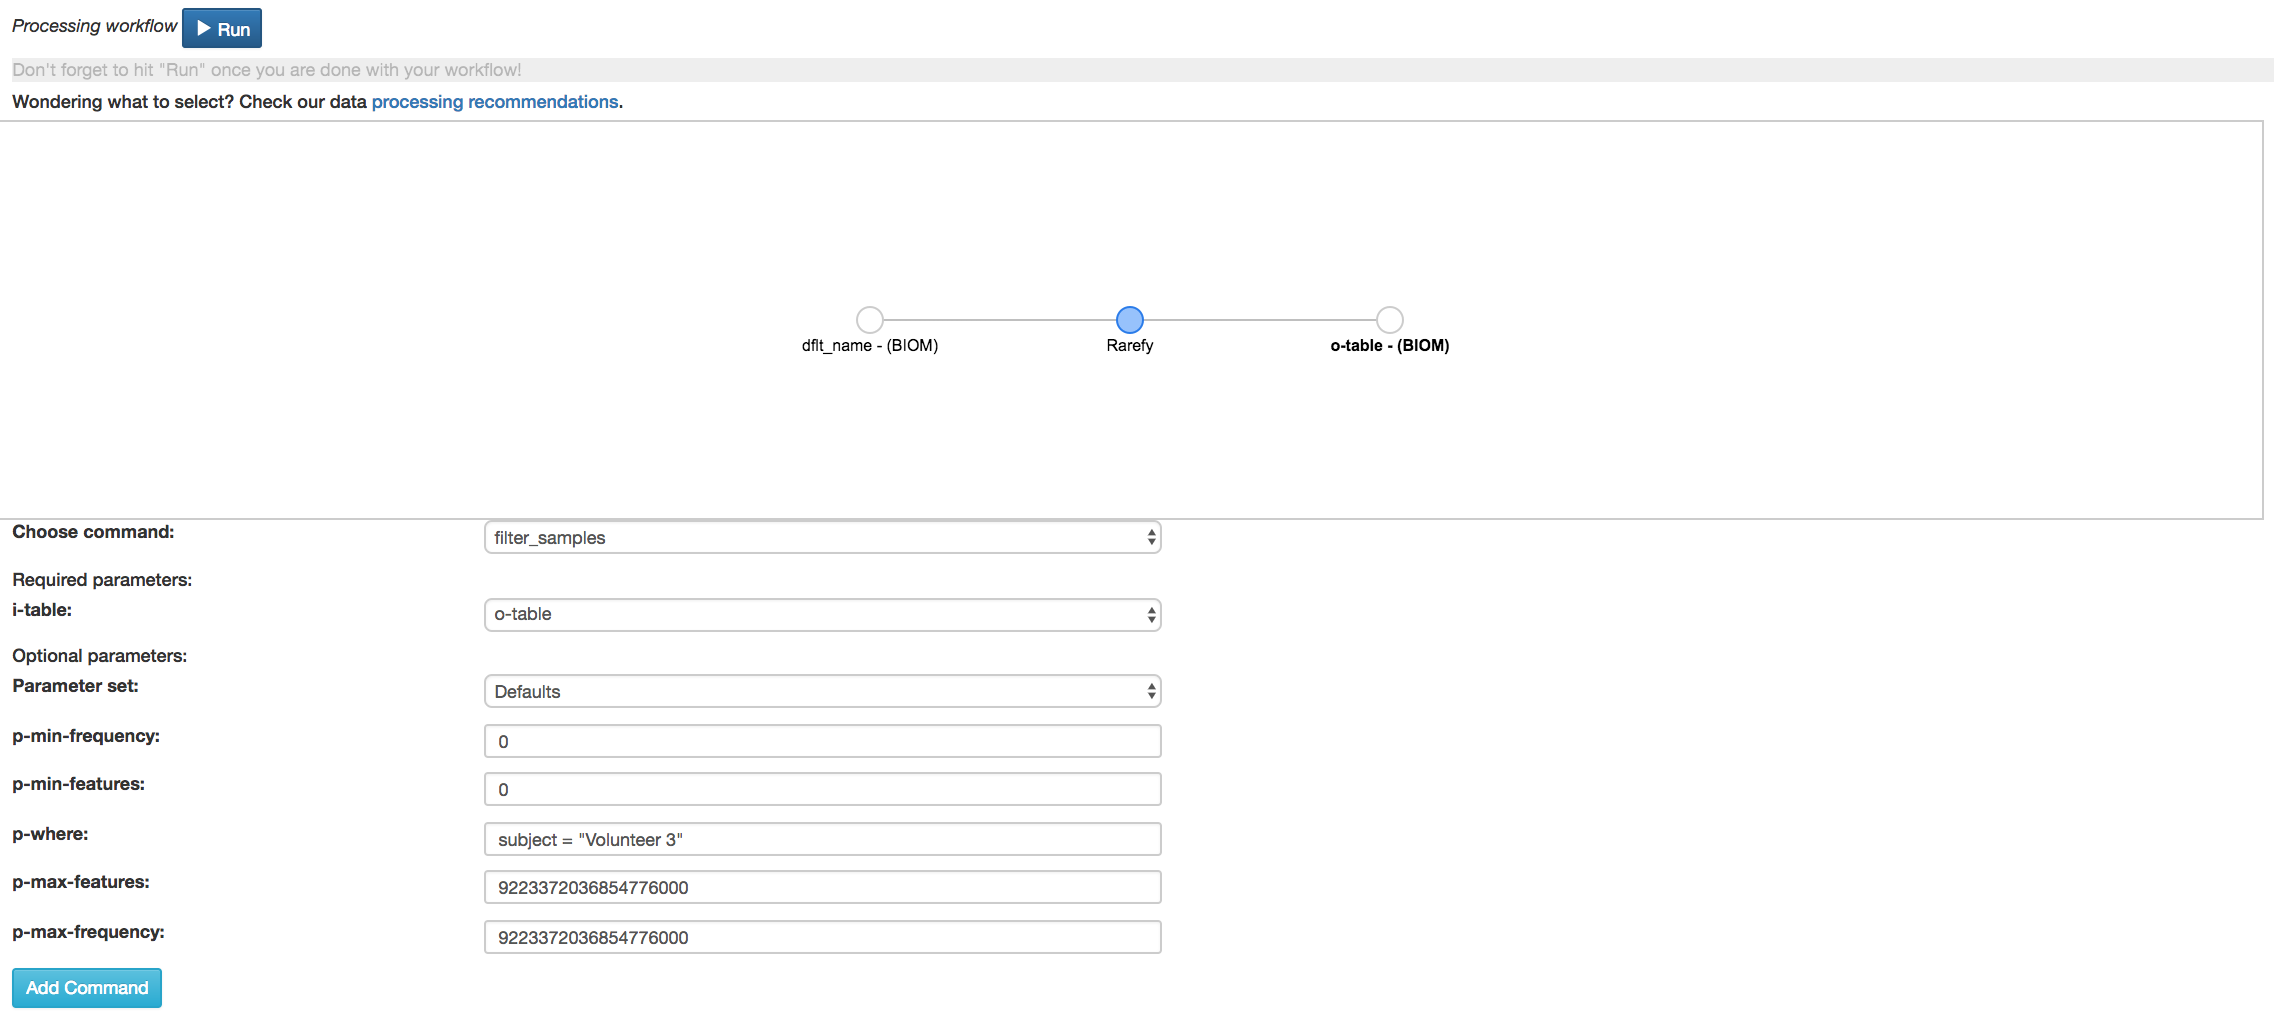 Processing workflow Run
Don't forget to hit "Run" once you are done with your workflow!
Wondering what to select? Check our data processing recommendations.
dflt_name - (BIOM) Rarefy o-table - (BIOM)
Choose command: filter_samples
Required parameters:
i-table: o-table
Optional parameters:
Parameter set: Defaults
p-min-frequency: 0
p-min-features: 0
p-where: subject = "Volunteer 3"
p-max-features: 9223372036854776000
p-max-frequency: 9223372036854776000
Add Command